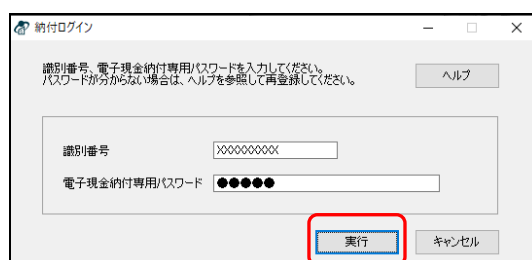 納付ログイン
識別番号、電子現金納付専用パスワードを入力してください。
パスワードが分からない場合は、ヘルプを参照して再登録してください。
ヘルプ
識別番号
XXXXXXXXX
電子現金納付専用パスワード
●●●●●
実行
キャンセル